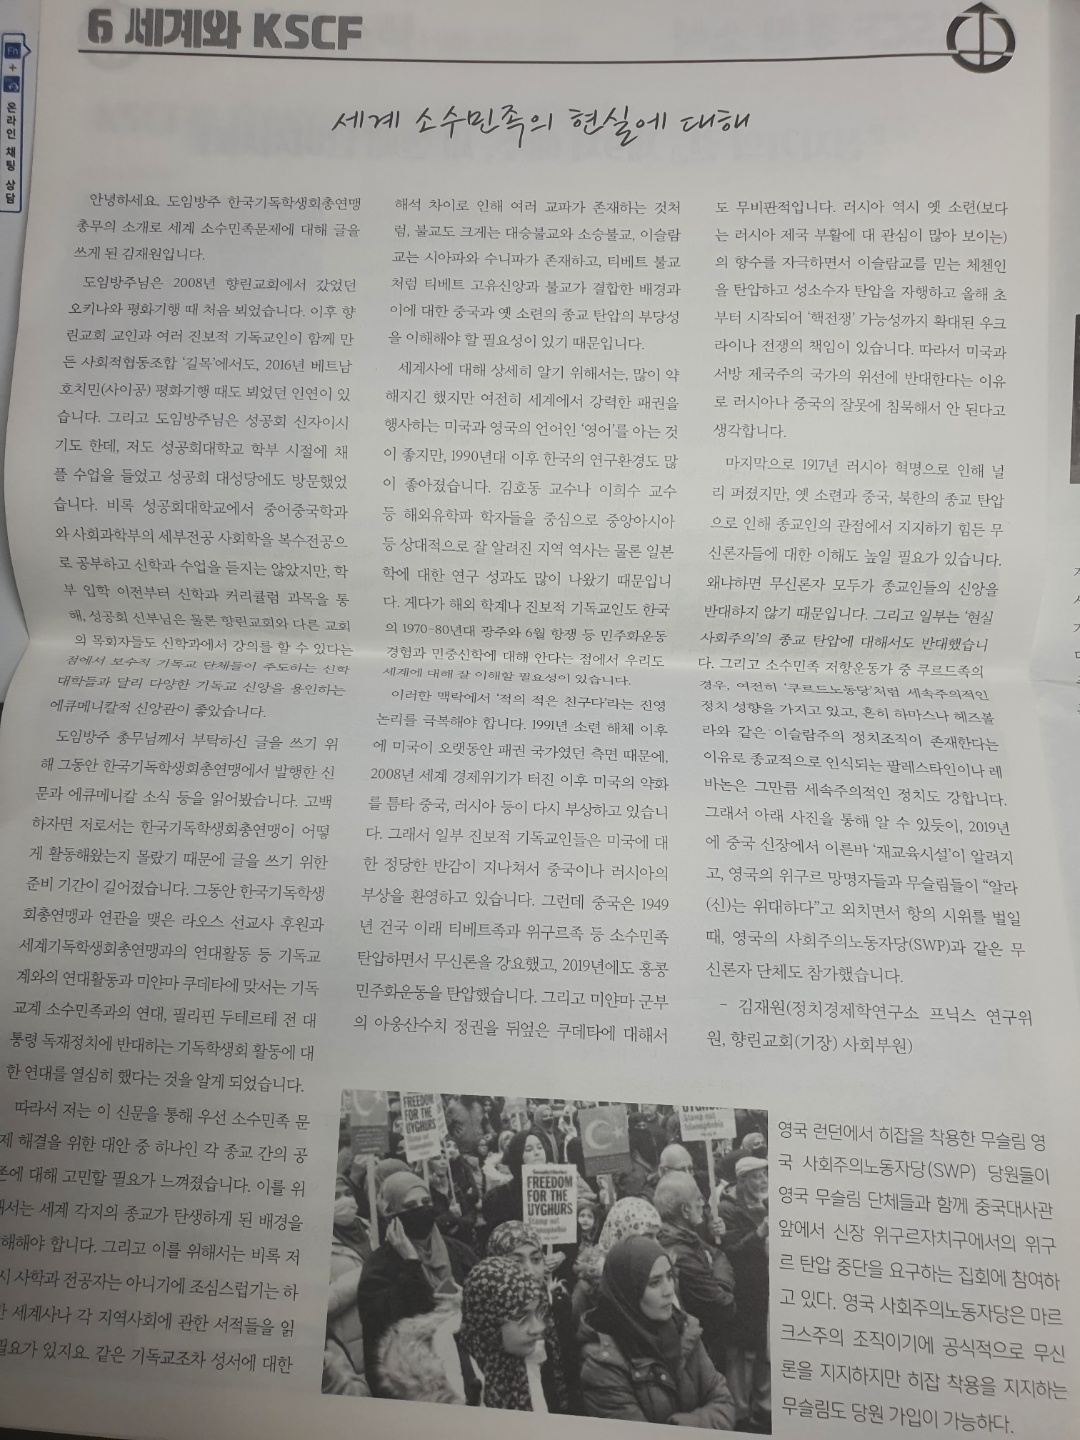 6 세계와 KSCF
Fh
+
온라인 채팅 상담
세계 소수민족의 현실에 대해
안녕하세요. 도임방주 한국기독학생회총연맹
총무의 소개로 세계 소수민족문제에 대해 글을
쓰게 된 김재원입니다.
도임방주님은 2008년 향린교회에서 갔었던
오키나와 평화기행 때 처음 뵈었습니다. 이후 향
린교회 교인과 여러 진보적 기독교인이 함께 만
든 사회적협동조합 ‘길목’에서도, 2016년 베트남
호치민(사이공) 평화기행 때도 뵈었던 인연이 있
습니다. 그리고 도임방주님은 성공회 신자이시
기도 한데, 저도 성공회대학교 학부 시절에 채
플 수업을 들었고 성공회 대성당에도 방문했었
습니다. 비록 성공회대학교에서 중어중국학과
와 사회과학부의 세부전공 사회학을 복수전공으
로 공부하고 신학과 수업을 듣지는 않았지만, 학
부 입학 이전부터 신학과 커리큘럼 과목을 통
해, 성공회 신부님은 물론 향린교회와 다른 교회
의 목회자들도 신학과에서 강의를 할 수 있다는
점에서 보수적 기독교 단체들이 주도하는 신학
대학들과 달리 다양한 기독교 신앙을 용인하는
에큐메니칼적 신앙관이 좋았습니다.
도임방주 총무님께서 부탁하신 글을 쓰기 위
해 그동안 한국기독학생회총연맹에서 발행한 신
문과 에큐메니칼 소식 등을 읽어봤습니다. 고백
하자면 저로서는 한국기독학생회총연맹이 어떻
게 활동해왔는지 몰랐기 때문에 글을 쓰기 위한
준비 기간이 길어졌습니다. 그동안 한국기독학생
회총연맹과 연관을 맺은 라오스 선교사 후원과
세계기독학생회총연맹과의 연대활동 등 기독교
계와의 연대활동과 미얀마 쿠데타에 맞서는 기독
교계 소수민족과의 연대, 필리핀 두테르테 전 대
통령 독재정치에 반대하는 기독학생회 활동에 대
한 연대를 열심히 했다는 것을 알게 되었습니다.
따라서 저는 이 신문을 통해 우선 소수민족 문
제 해결을 위한 대안 중 하나인 각 종교 간의 공
존에 대해 고민할 필요가 느껴졌습니다. 이를 위
해서는 세계 각지의 종교가 탄생하게 된 배경을
해해야 합니다. 그리고 이를 위해서는 비록 저
시 사학과 전공자는 아니기에 조심스럽기는 하
세계사나 각 지역사회에 관한 서적들을 읽
필요가 있지요. 같은 기독교조차 성서에 대한
해석 차이로 인해 여러 교파가 존재하는 것처
럼, 불교도 크게는 대승불교와 소승불교, 이슬람
교는 시아파와 수니파가 존재하고, 티베트 불교
처럼 티베트 고유신앙과 불교가 결합한 배경과
이에 대한 중국과 옛 소련의 종교 탄압의 부당성
을 이해해야 할 필요성이 있기 때문입니다.
세계사에 대해 상세히 알기 위해서는, 많이 약
해지긴 했지만 여전히 세계에서 강력한 패권을
행사하는 미국과 영국의 언어인 ‘영어’를 아는 것
이 좋지만, 1990년대 이후 한국의 연구환경도 많
이 좋아졌습니다. 김호동 교수나 이희수 교수
등 해외유학파 학자들을 중심으로 중앙아시아
등 상대적으로 잘 알려진 지역 역사는 물론 일본
학에 대한 연구 성과도 많이 나왔기 때문입니
다. 게다가 해외 학계나 진보적 기독교인도 한국
의 1970-80년대 광주와 6월 항쟁 등 민주화운동
경험과 민중신학에 대해 안다는 점에서 우리도
세계에 대해 잘 이해할 필요성이 있습니다.
이러한 맥락에서 ‘적의 적은 친구다’라는 진영
논리를 극복해야 합니다. 1991년 소련 해체 이후
에 미국이 오랫동안 패권 국가였던 측면 때문에,
2008년 세계 경제위기가 터진 이후 미국의 약화
를 틈타 중국, 러시아 등이 다시 부상하고 있습니
다. 그래서 일부 진보적 기독교인들은 미국에 대
한 정당한 반감이 지나쳐서 중국이나 러시아의
부상을 환영하고 있습니다. 그런데 중국은 1949
년 건국 이래 티베트족과 위구르족 등 소수민족
탄압하면서 무신론을 강요했고, 2019년에도 홍콩
민주화운동을 탄압했습니다. 그리고 미얀마 군부
의 아웅산수치 정권을 뒤엎은 쿠데타에 대해서
도 무비판적입니다. 러시아 역시 옛 소련(보다
는 러시아 제국 부활에 대 관심이 많아 보이는)
의 향수를 자극하면서 이슬람교를 믿는 체첸인
을 탄압하고 성소수자 탄압을 자행하고 올해 초
부터 시작되어 ‘핵전쟁’ 가능성까지 확대된 우크
라이나 전쟁의 책임이 있습니다. 따라서 미국과
서방 제국주의 국가의 위선에 반대한다는 이유
로 러시아나 중국의 잘못에 침묵해서 안 된다고
생각합니다.
마지막으로 1917년 러시아 혁명으로 인해 널
리 퍼졌지만, 옛 소련과 중국, 북한의 종교 탄압
으로 인해 종교인의 관점에서 지지하기 힘든 무
신론자들에 대한 이해도 높일 필요가 있습니다.
왜냐하면 무신론자 모두가 종교인들의 신앙을
반대하지 않기 때문입니다. 그리고 일부는 ‘현실
사회주의’의 종교 탄압에 대해서도 반대했습니
다. 그리고 소수민족 저항운동가 중 쿠르드족의
경우, 여전히 ‘쿠르드노동당’처럼 세속주의적인
정치 성향을 가지고 있고, 흔히 하마스나 헤즈볼
라와 같은 이슬람주의 정치조직이 존재한다는
이유로 종교적으로 인식되는 팔레스타인이나 레
바논은 그만큼 세속주의적인 정치도 강합니다.
그래서 아래 사진을 통해 알 수 있듯이, 2019년
에 중국 신장에서 이른바 ‘재교육시설’이 알려지
고, 영국의 위구르 망명자들과 무슬림들이 “알라
(신)는 위대하다”고 외치면서 항의 시위를 벌일
때, 영국의 사회주의노동자당(SWP)과 같은 무
신론자 단체도 참가했습니다.
- 김재원(정치경제학연구소 프닉스 연구위
원, 향린교회(기장) 사회부원)
FREEDOM
FOR THE
UYGHURS
UYGHURS
Stamp out
Islamophobia
FREEDOM
FOR THE
UYGHURS
Stamp out
Islamophobia
영국 런던에서 히잡을 착용한 무슬림 영
국 사회주의노동자당(SWP) 당원들이
영국 무슬림 단체들과 함께 중국대사관
앞에서 신장 위구르자치구에서의 위구
르 탄압 중단을 요구하는 집회에 참여하
고 있다. 영국 사회주의노동자당은 마르
크스주의 조직이기에 공식적으로 무신
론을 지지하지만 히잡 착용을 지지하는
무슬림도 당원 가입이 가능하다.